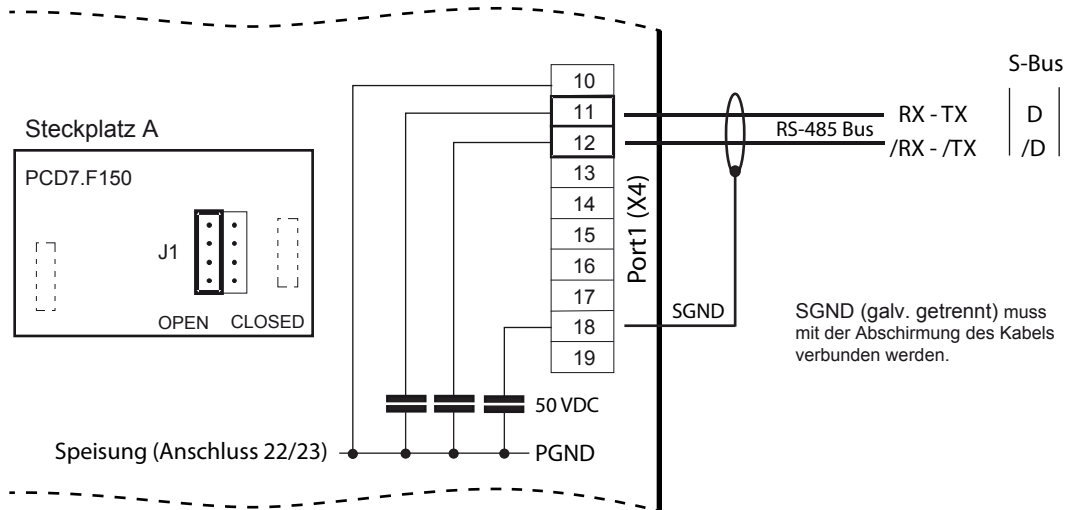 Steckplatz A
PCD7.F150
J1
OPEN CLOSED
10
11
12
13
14
15
16
17
18
19
Port1 (X4)
50 VDC
Speisung (Anschluss 22/23)
PGND
S-Bus
RX - TX
D
RS-485 Bus
/RX - /TX
/D
SGND
SGND (galv. getrennt) muss
mit der Abschirmung des Kabels
verbunden werden.